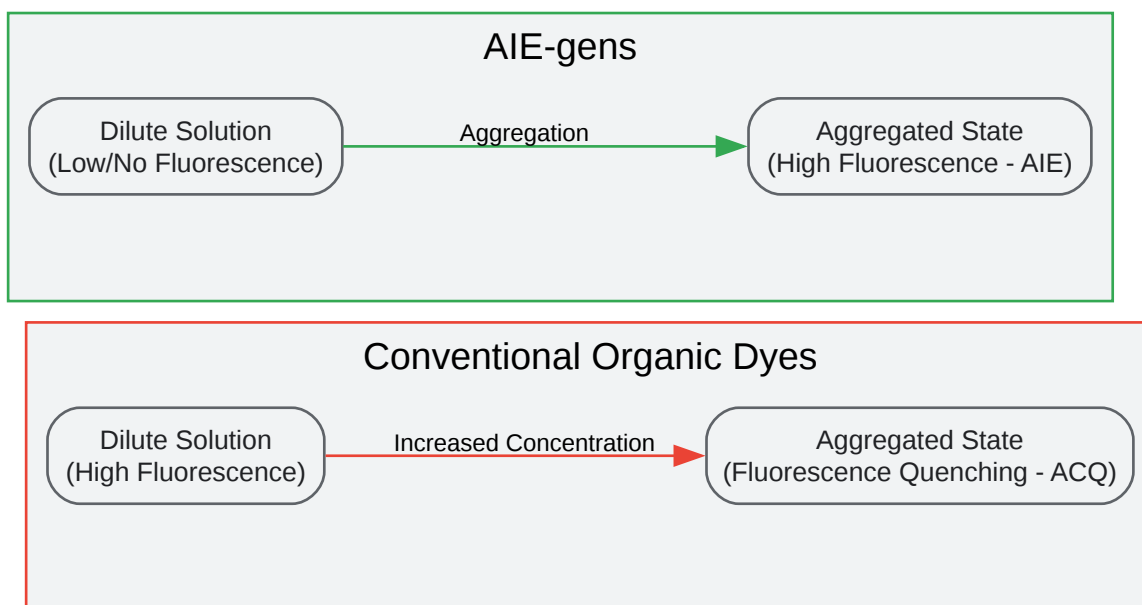 AIE-gens
Dilute Solution
(Low/No Fluorescence)
Aggregation
Aggregated State
(High Fluorescence - AIE)
Conventional Organic Dyes
Dilute Solution
(High Fluorescence)
Increased Concentration
Aggregated State
(Fluorescence Quenching - ACQ)